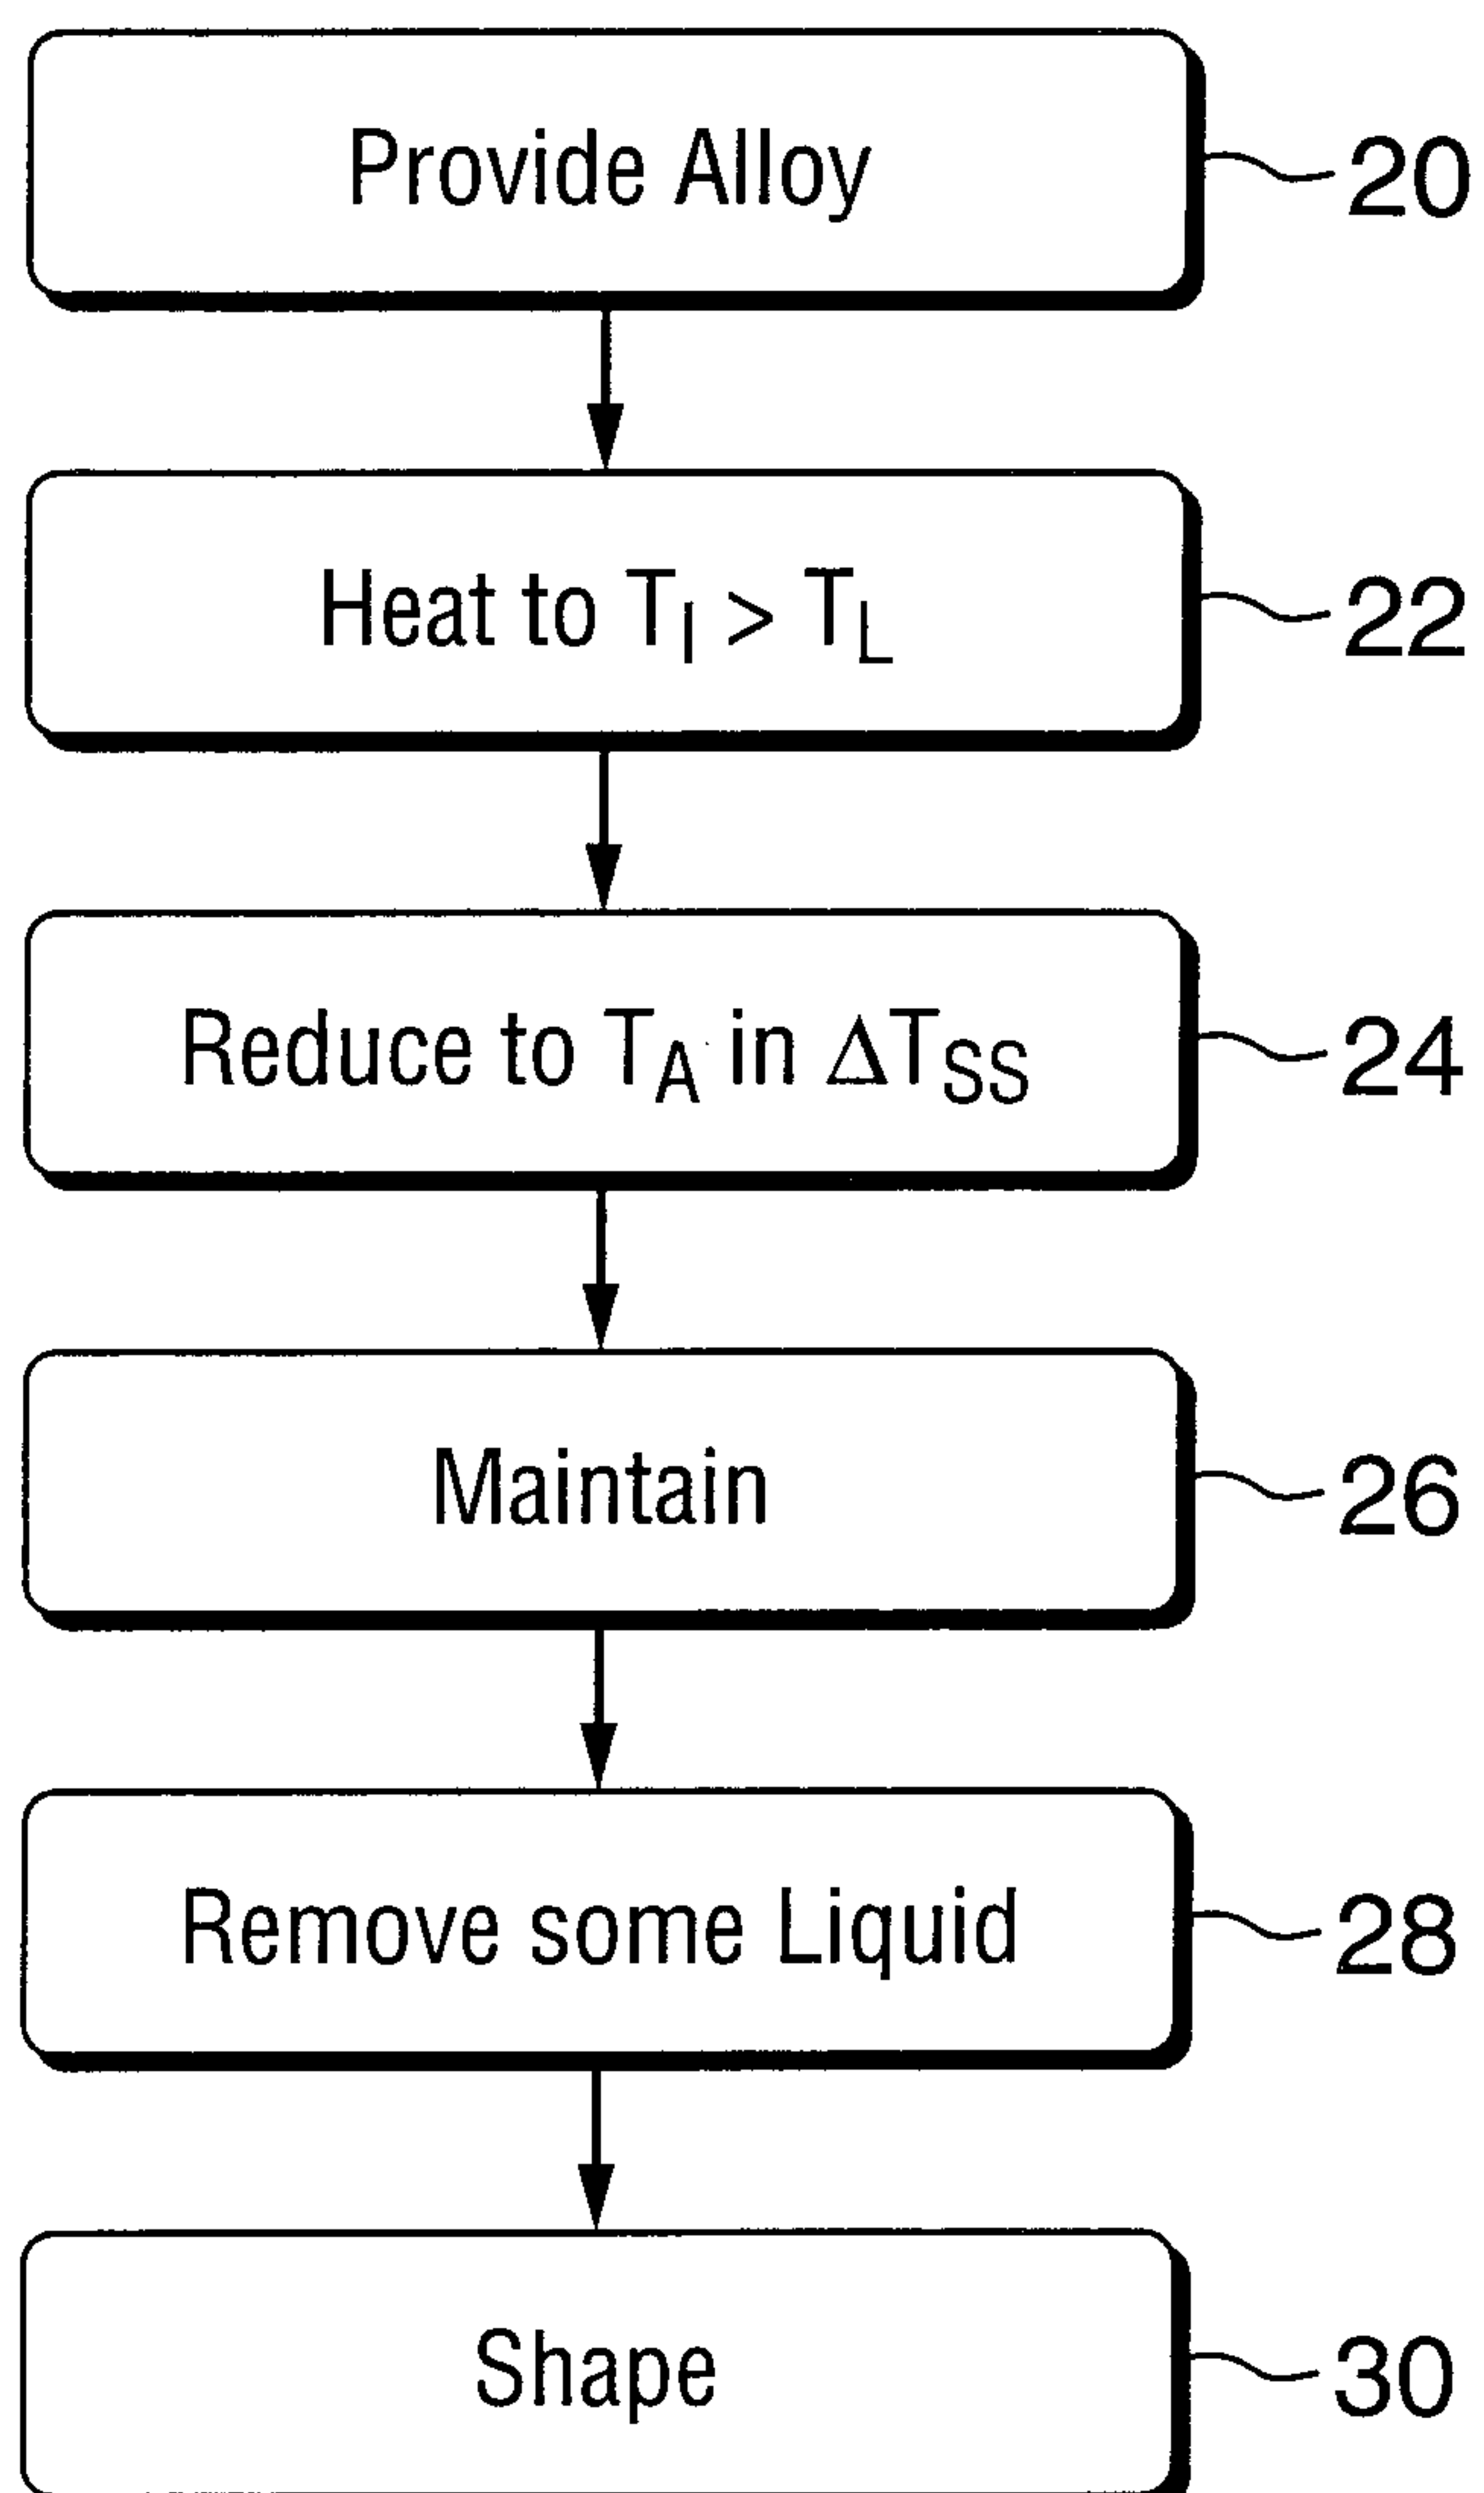 Provide Alloy
20
Heat to T_I > T_L
22
Reduce to T_A in ΔT_SS
24
Maintain
26
Remove some Liquid
28
Shape
30